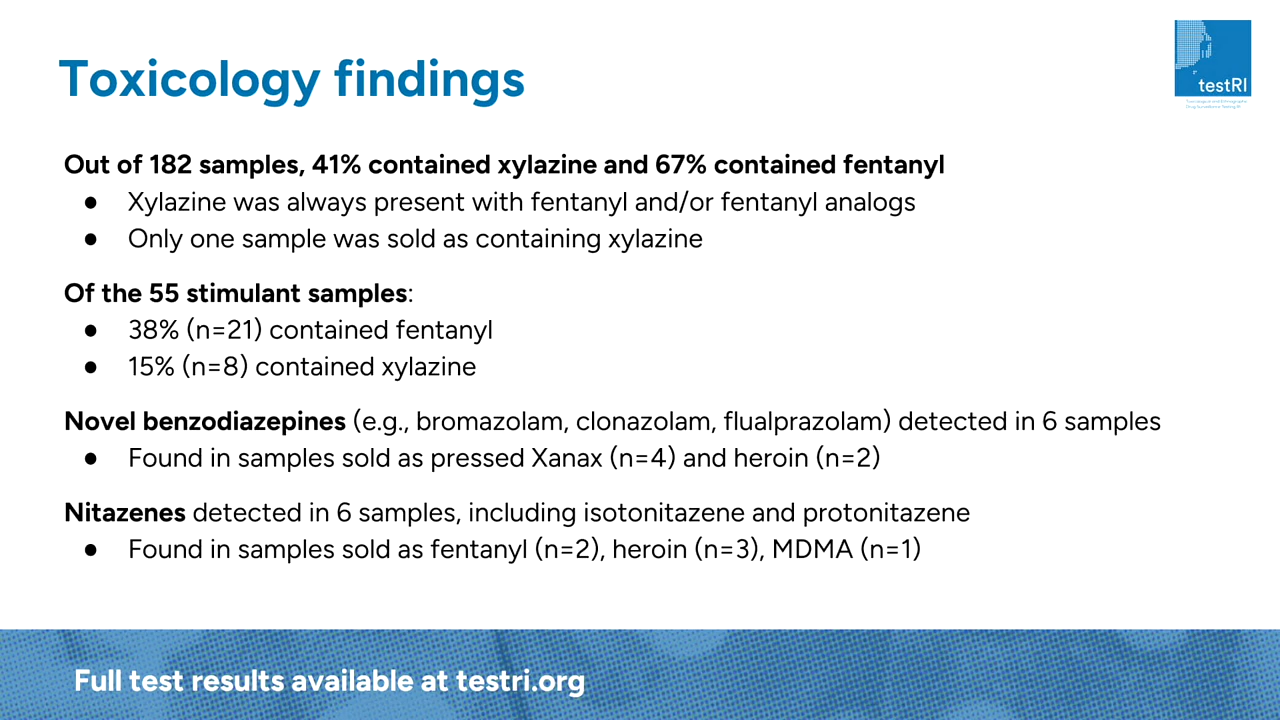 testRI
Toxicology findings
Out of 182 samples, 41% contained xylazine and 67% contained fentanyl
● Xylazine was always present with fentanyl and/or fentanyl analogs
● Only one sample was sold as containing xylazine
Of the 55 stimulant samples:
● 38% (n=21) contained fentanyl
● 15% (n=8) contained xylazine
Novel benzodiazepines (e.g., bromazolam, clonazolam, flualprazolam) detected in 6 samples
● Found in samples sold as pressed Xanax (n=4) and heroin (n=2)
Nitazenes detected in 6 samples, including isotonitazene and protonitazene
● Found in samples sold as fentanyl (n=2), heroin (n=3), MDMA (n=1)
Full test results available at testri.org